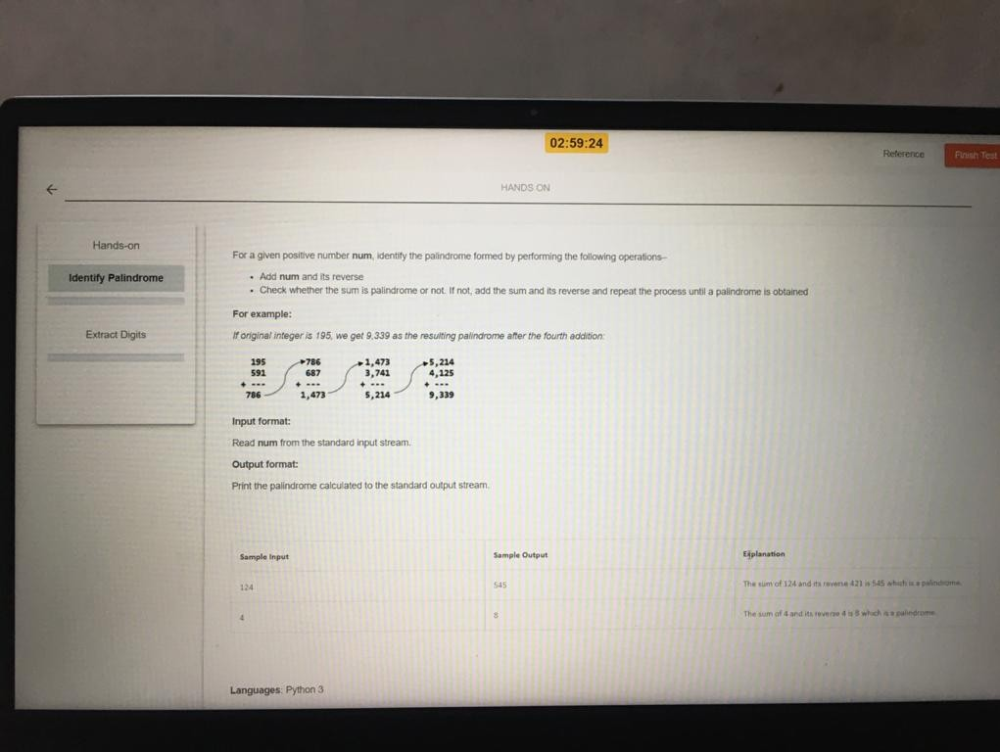 02:59:24
Reference
Finish Test
HANDS ON
Hands-on
Identify Palindrome
Extract Digits
For a given positive number num, identify the palindrome formed by performing the following operations–
• Add num and its reverse
• Check whether the sum is palindrome or not. If not, add the sum and its reverse and repeat the process until a palindrome is obtained
For example:
If original integer is 195, we get 9,339 as the resulting palindrome after the fourth addition:
195 786 1,473 5,214
591 687 3,741 4,125
+ --- + --- + --- + ---
786 1,473 5,214 9,339
Input format:
Read num from the standard input stream.
Output format:
Print the palindrome calculated to the standard output stream.
Sample Input Sample Output Explanation
124 545 The sum of 124 and its reverse 421 is 545 which is a palindrome.
4 8 The sum of 4 and its reverse 4 is 8 which is a palindrome.
Languages: Python 3